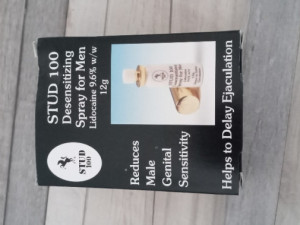 STUD 100
Desensitizing
Spray for Men
Lidocaine 9.6% w/w
12g
STUD
100
Reduces
Male
Genital
Sensitivity
Helps to Delay Ejaculation